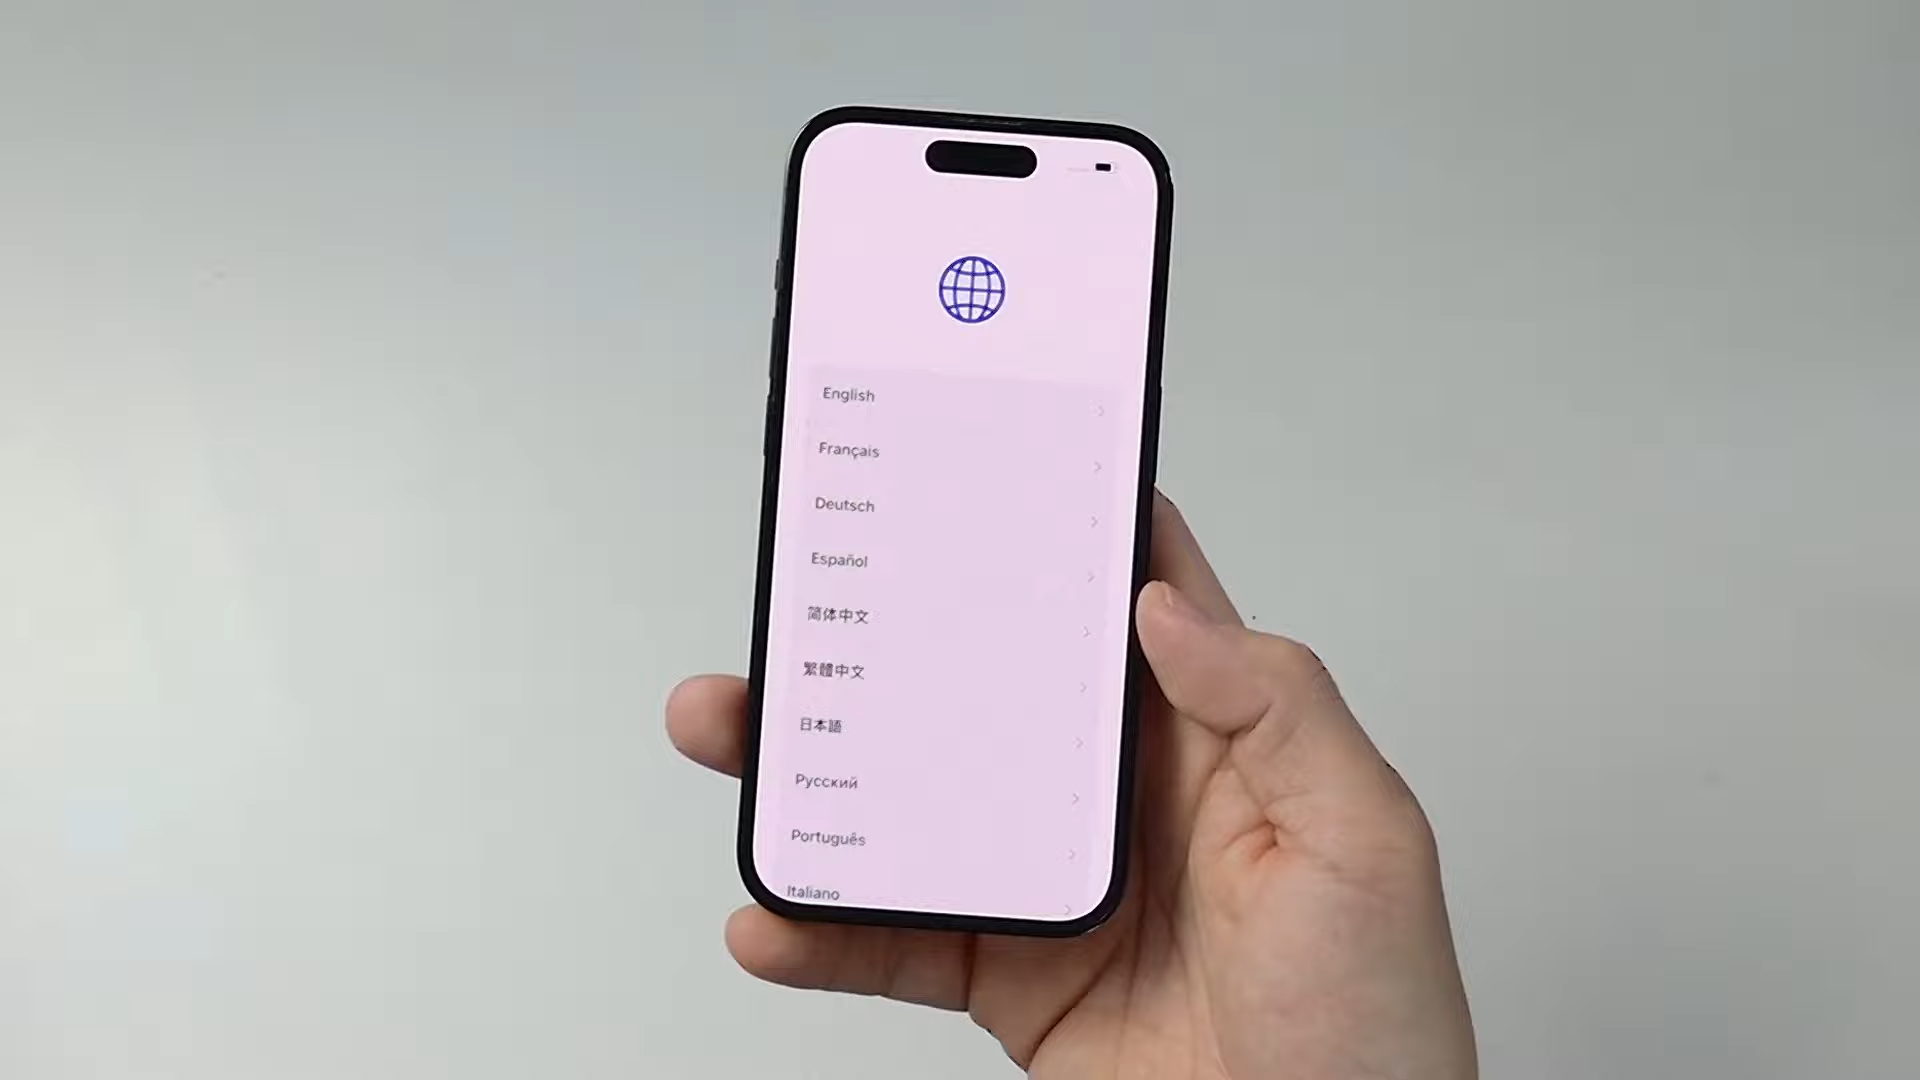 English
Français
Deutsch
Español
简体中文
繁體中文
日本語
Русский
Português
Italiano